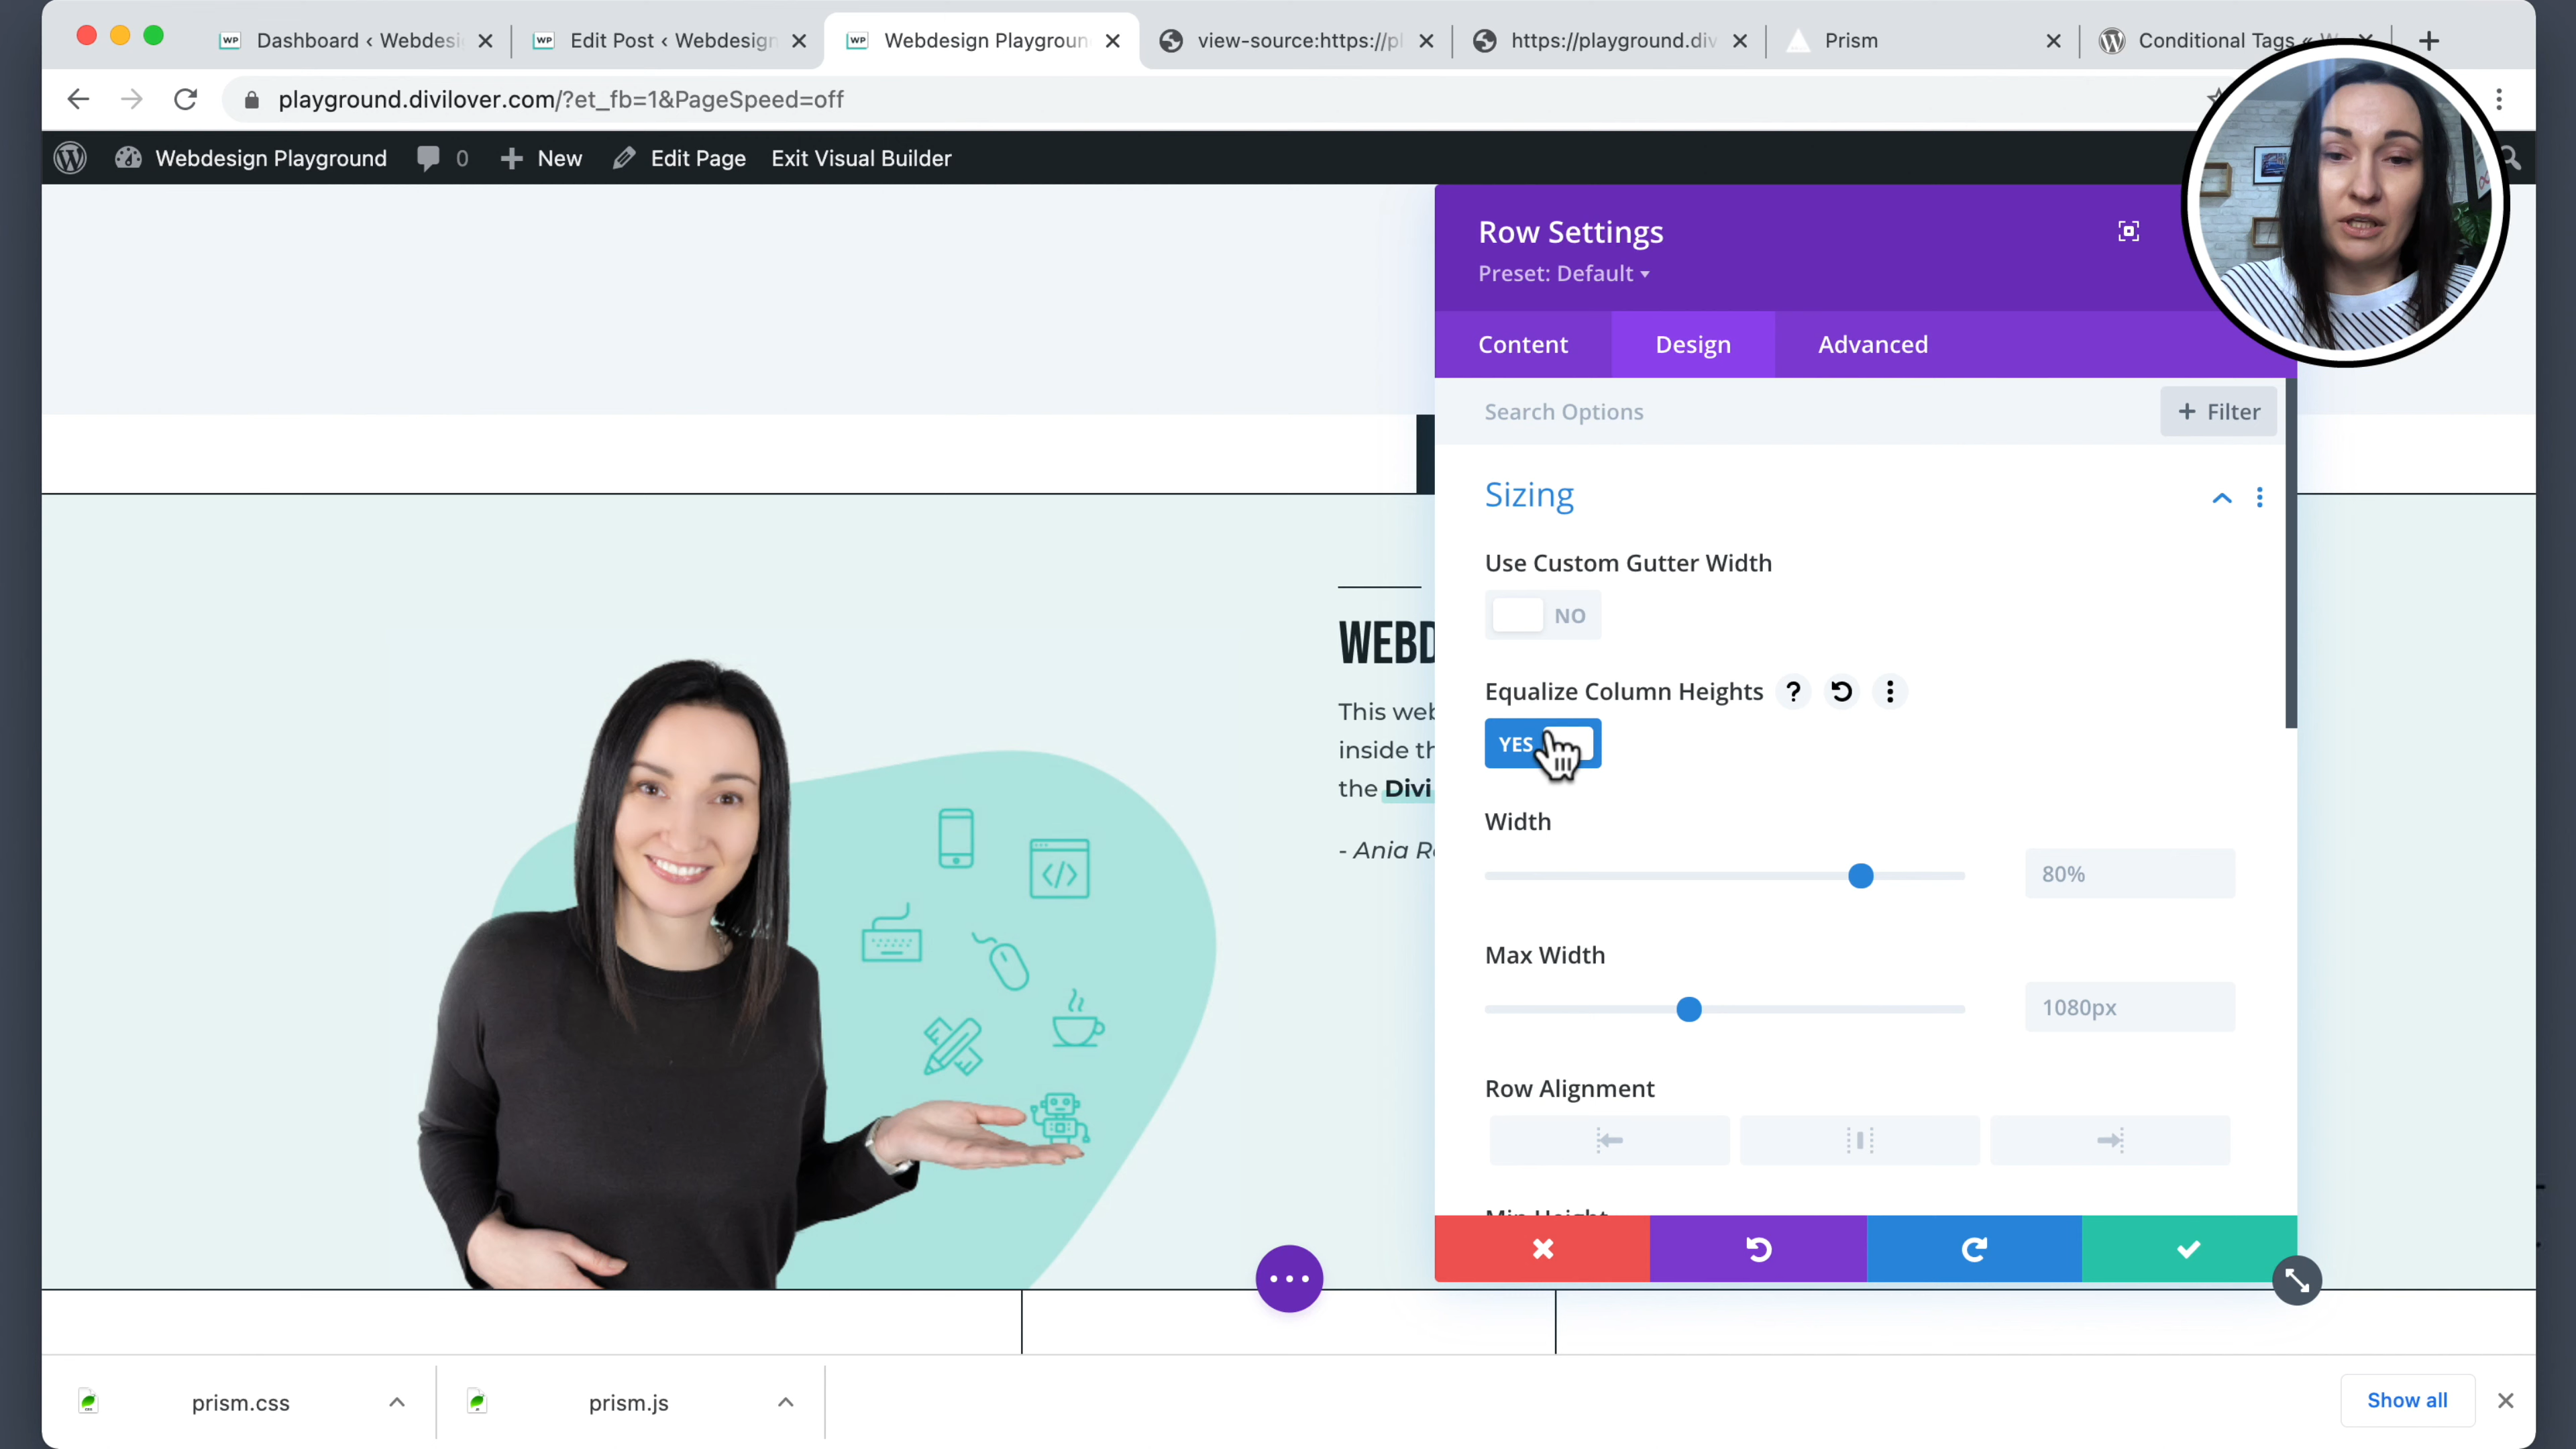 Dashboard ‹ Webdesi
Edit Post ‹ Webdesign
Webdesign Playgroun
view-source:https://pl
https://playground.div
Prism
Conditional Tags «
playground.divilover.com/?et_fb=1&PageSpeed=off
Webdesign Playground
0
New
Edit Page
Exit Visual Builder
Row Settings
Preset: Default
Content
Design
Advanced
Search Options
+ Filter
Sizing
Use Custom Gutter Width
NO
Equalize Column Heights
YES
Width
80%
Max Width
1080px
Row Alignment
Min Height
WEBD
This web
inside th
the Divi
- Ania R
prism.css
prism.js
Show all